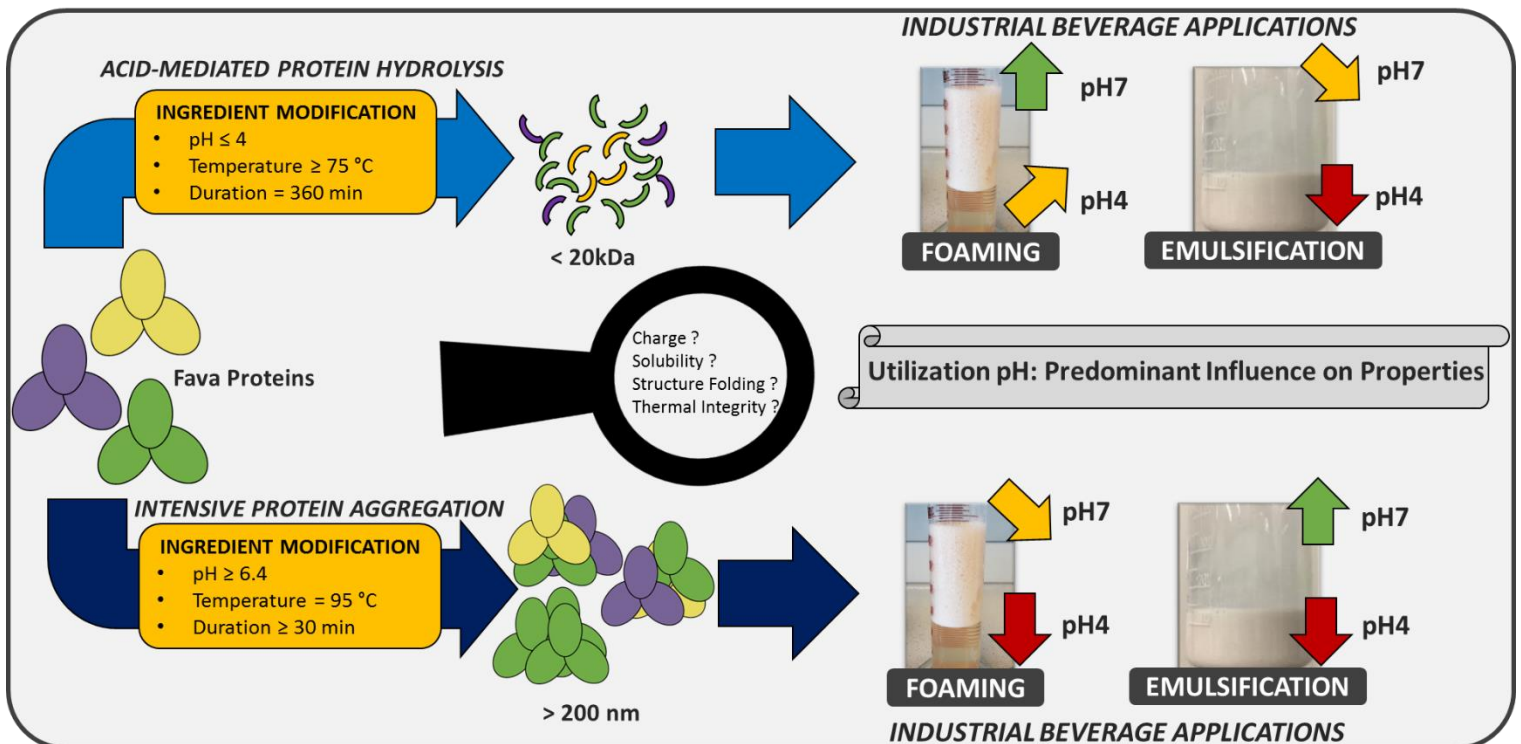 INDUSTRIAL BEVERAGE APPLICATIONS
ACID-MEDIATED PROTEIN HYDROLYSIS
INGREDIENT MODIFICATION
• pH ≤ 4
• Temperature ≥ 75 °C
• Duration = 360 min
< 20kDa
pH7
pH4
FOAMING
pH7
pH4
EMULSIFICATION
Fava Proteins
Charge ?
Solubility ?
Structure Folding ?
Thermal Integrity ?
Utilization pH: Predominant Influence on Properties
INTENSIVE PROTEIN AGGREGATION
INGREDIENT MODIFICATION
• pH ≥ 6.4
• Temperature = 95 °C
• Duration ≥ 30 min
> 200 nm
pH7
pH4
FOAMING
pH7
pH4
EMULSIFICATION
INDUSTRIAL BEVERAGE APPLICATIONS